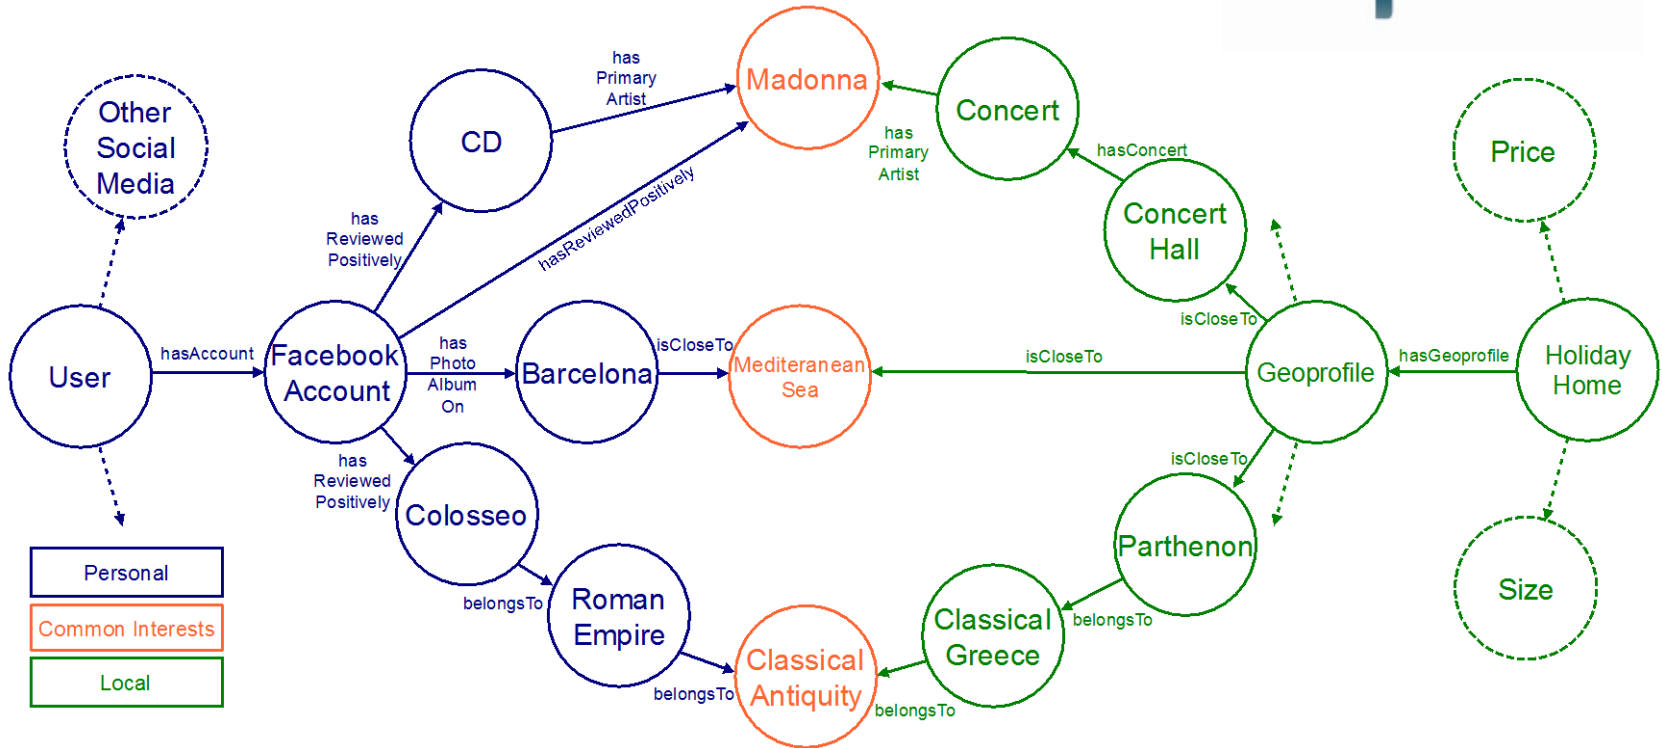 Other
Social
Media
User
hasAccount
Facebook
Account
has
Reviewed
Positively
CD
has
Primary
Artist
hasReviewedPositively
has
Photo
Album
On
Barcelona
isCloseTo
has
Reviewed
Positively
Colosseo
belongsTo
Roman
Empire
belongsTo
Madonna
Mediteranean
Sea
Classical
Antiquity
has
Primary
Artist
Concert
hasConcert
Concert
Hall
isCloseTo
isCloseTo
Geoprofile
hasGeoprofile
Holiday
Home
Price
Size
isCloseTo
Parthenon
belongsTo
Classical
Greece
belongsTo
Personal
Common Interests
Local